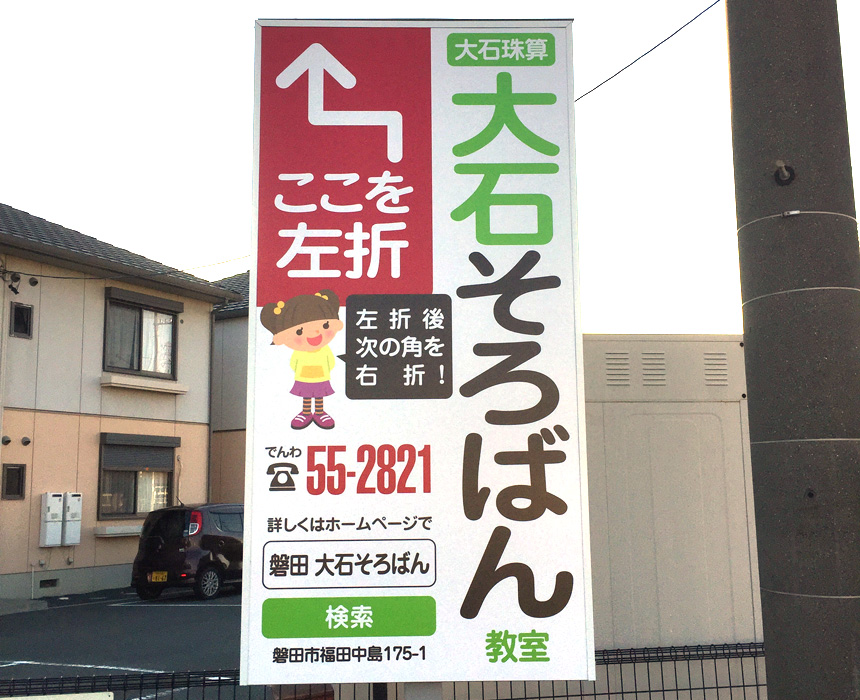 大石珠算
大石そろばん
教室
ここを
左折
左折後
次の角を
右折！
でんわ
55-2821
詳しくはホームページで
磐田 大石そろばん
検索
磐田市福田中島175-1